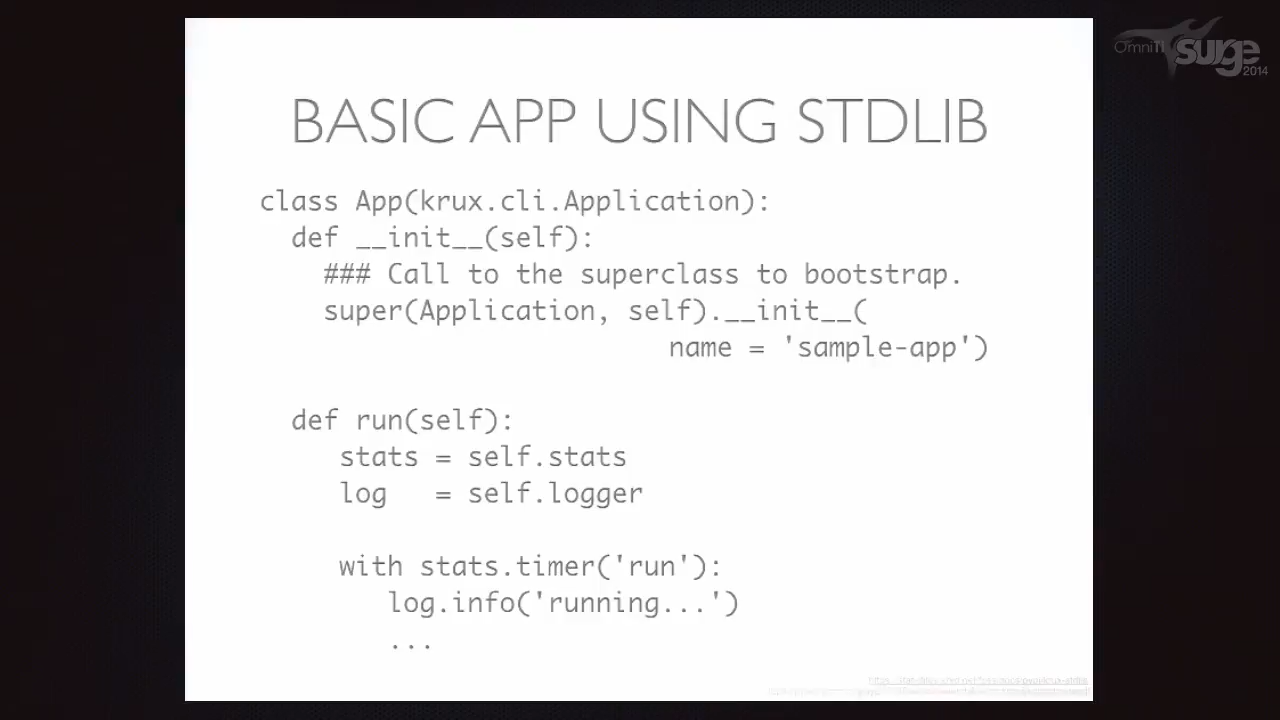 OmniTI surge
2014
BASIC APP USING STDLIB
class App(krux.cli.Application):
def __init__(self):
### Call to the superclass to bootstrap.
super(Application, self).__init__(
name = 'sample-app')
def run(self):
stats = self.stats
log = self.logger
with stats.timer('run'):
log.info('running...')
...